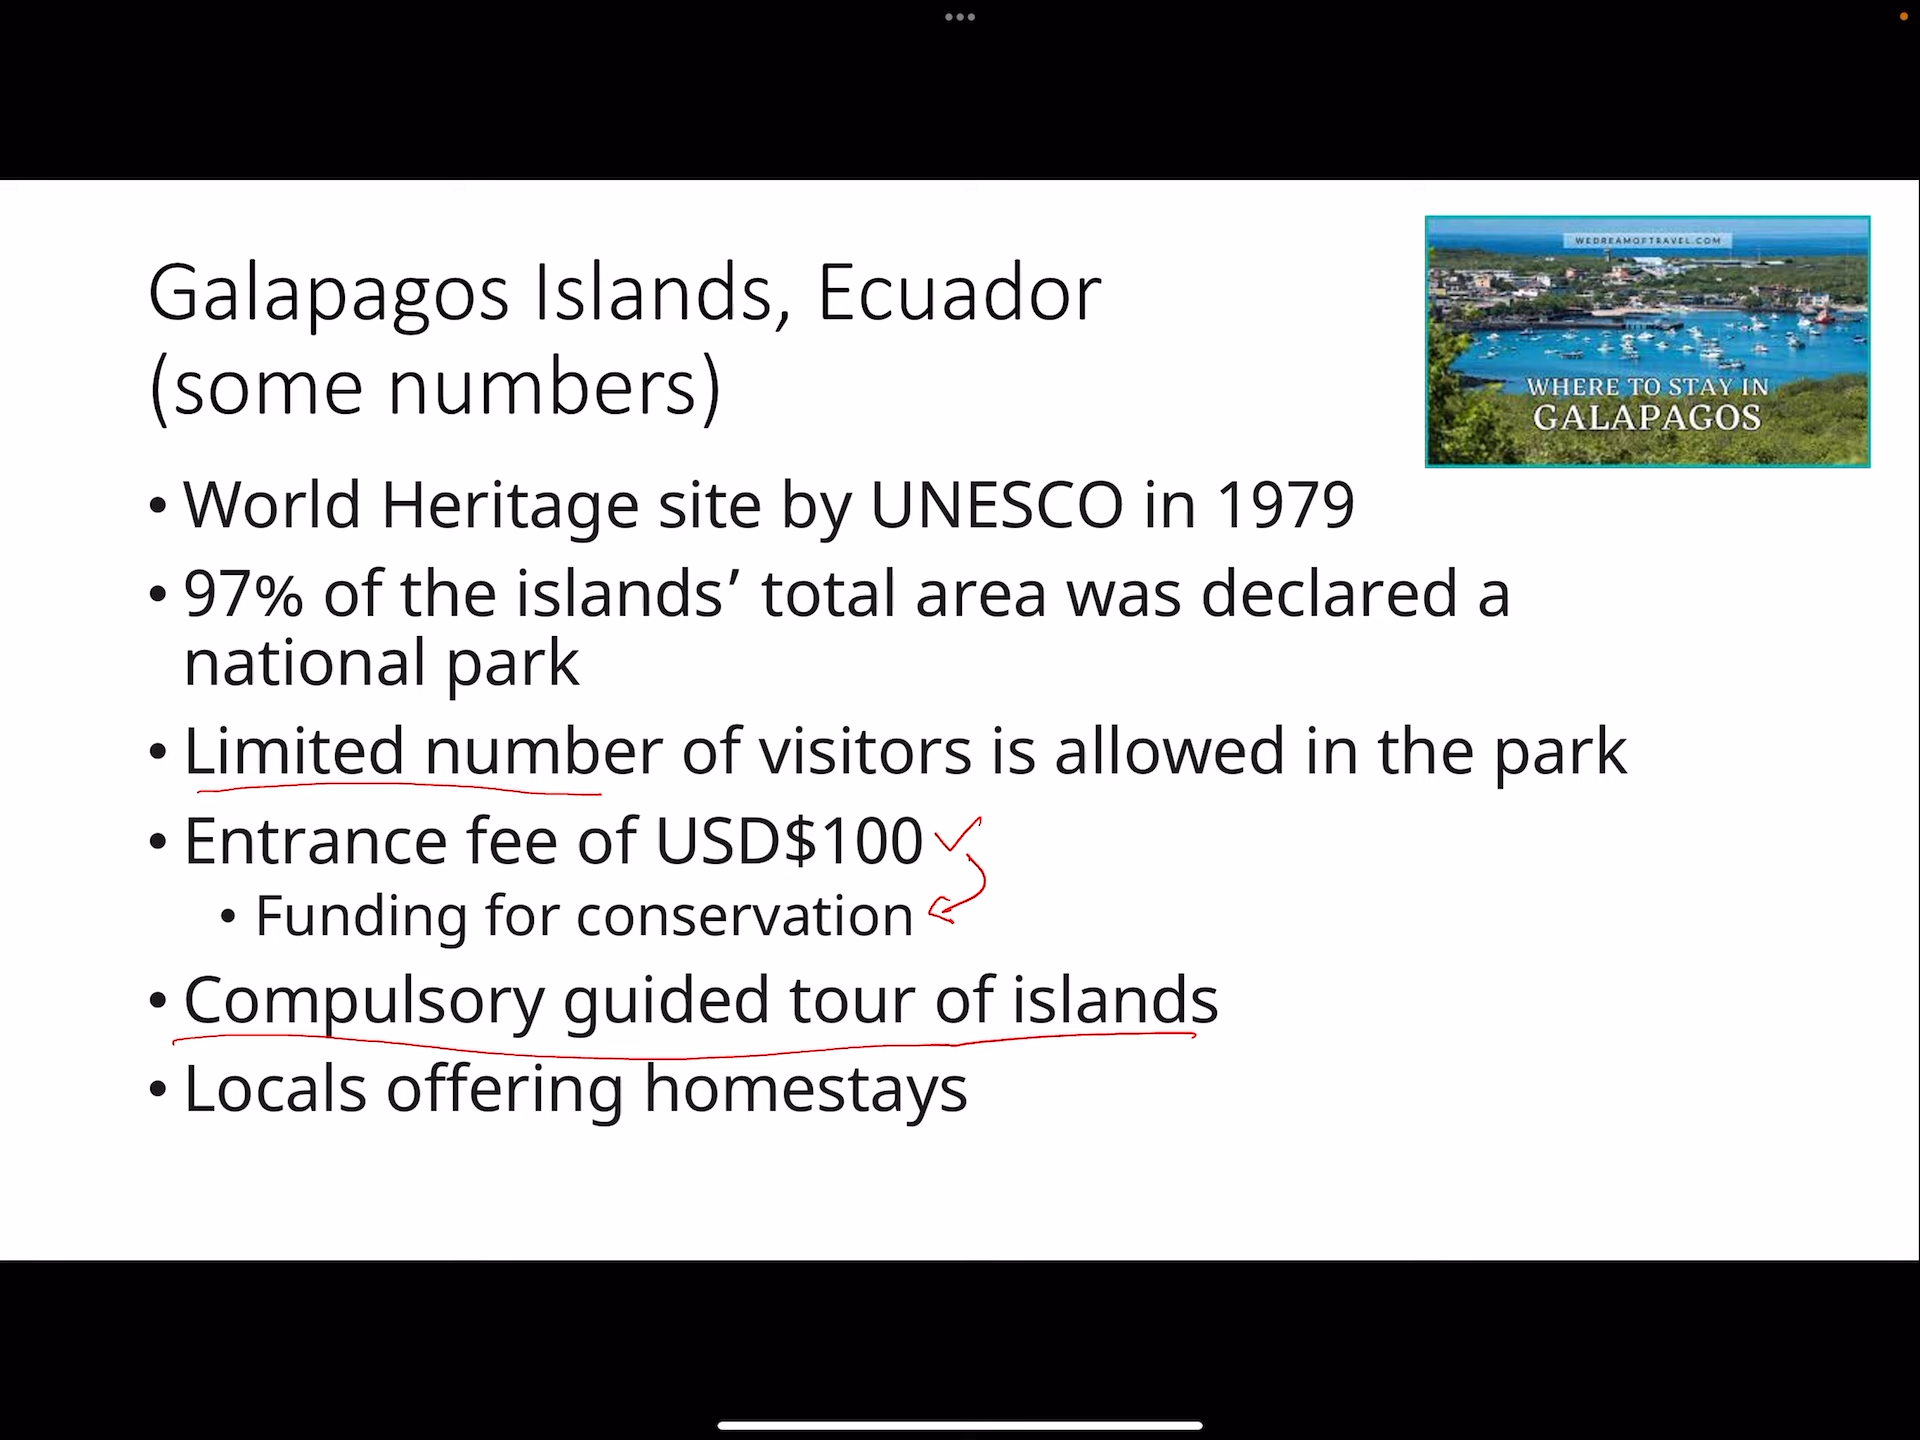 Galapagos Islands, Ecuador
(some numbers)
WEDREAMOFTRAVEL.COM
WHERE TO STAY IN
GALAPAGOS
• World Heritage site by UNESCO in 1979
• 97% of the islands’ total area was declared a
national park
• Limited number of visitors is allowed in the park
• Entrance fee of USD$100
• Funding for conservation
• Compulsory guided tour of islands
• Locals offering homestays